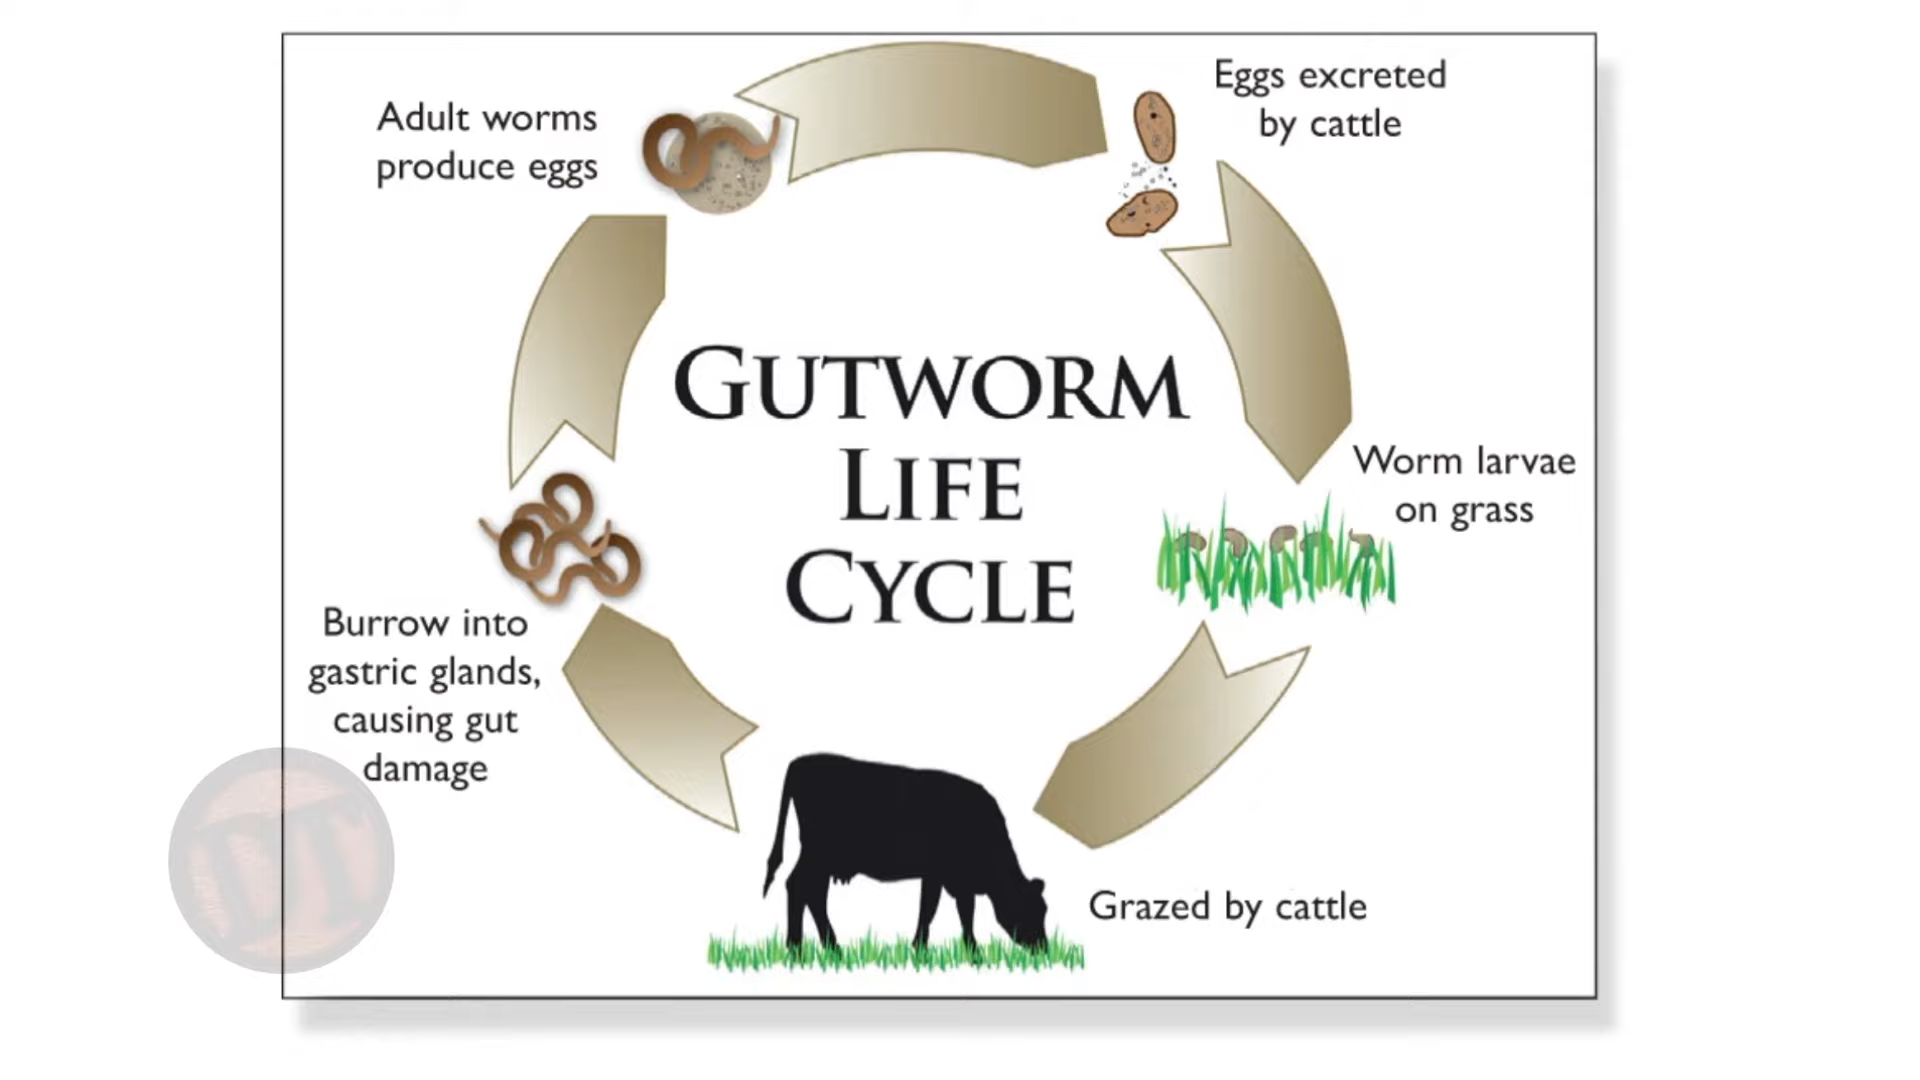 Adult worms
produce eggs
Eggs excreted
by cattle
GUTWORM
LIFE
CYCLE
Worm larvae
on grass
Burrow into
gastric glands,
causing gut
damage
Grazed by cattle